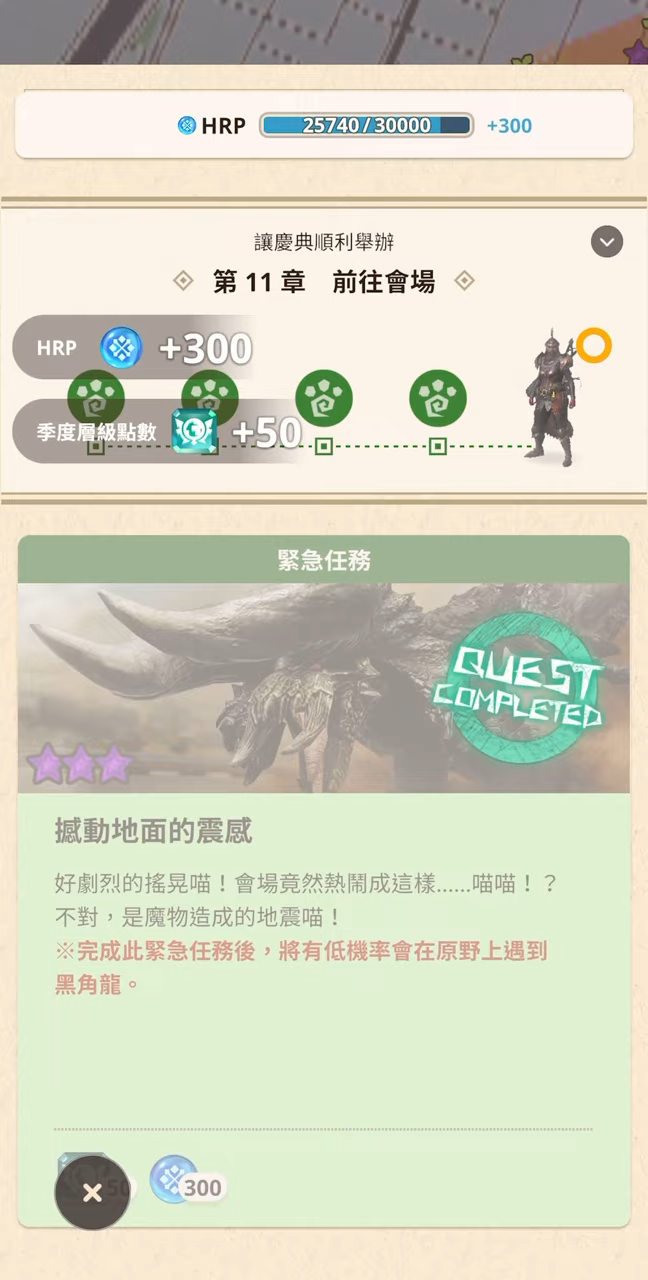 HRP 25740/30000 +300
讓慶典順利舉辦
第 11 章 前往會場
HRP +300
季度層級點數 +50
緊急任務
QUEST
COMPLETED
撼動地面的震感
好劇烈的搖晃喵！會場竟然熱鬧成這樣......喵喵！？
不對，是魔物造成的地震喵！
※完成此緊急任務後，將有低機率會在原野上遇到
黑角龍。
50 300